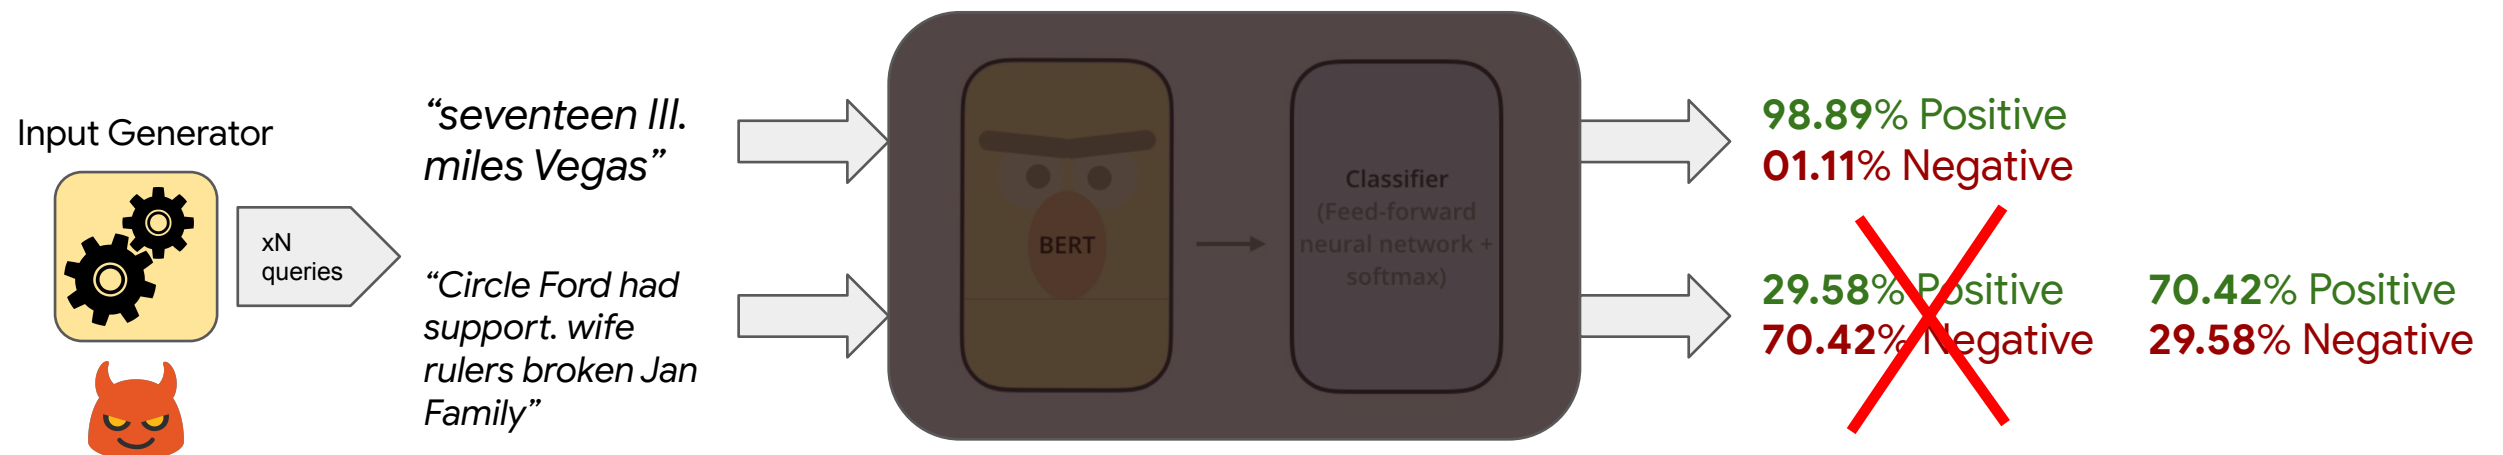 Input Generator
xN
queries
“seventeen III.
miles Vegas”
“Circle Ford had
support. wife
rulers broken Jan
Family”
BERT
Classifier
(Feed-forward
neural network +
softmax)
98.89% Positive
01.11% Negative
29.58% Positive
70.42% Negative
70.42% Positive
29.58% Negative